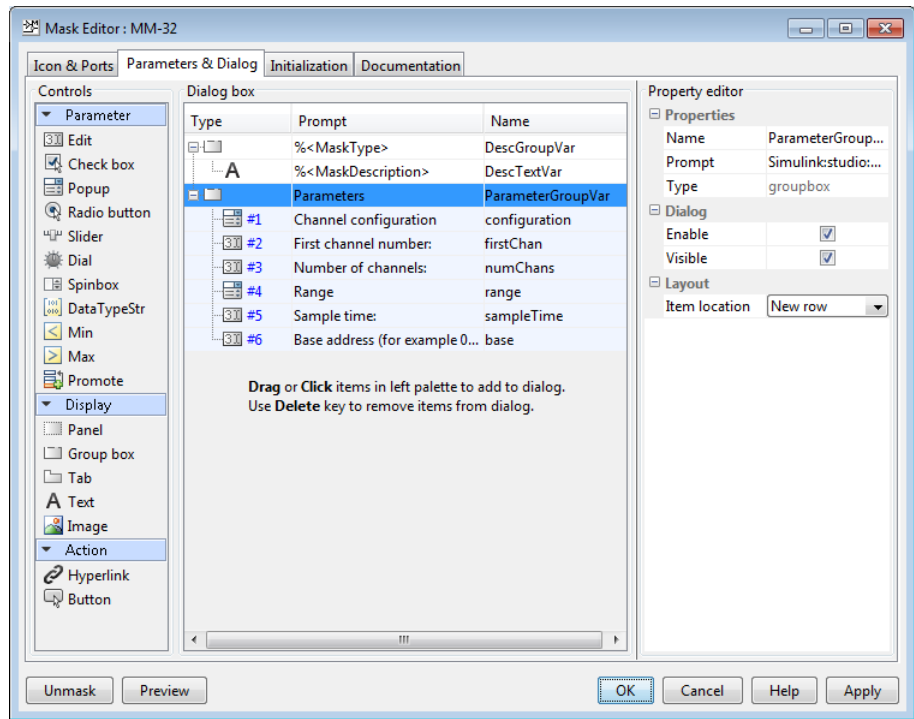 Mask Editor : MM-32
Icon & Ports Parameters & Dialog Initialization Documentation
Controls
Parameter
Edit
Check box
Popup
Radio button
Slider
Dial
Spinbox
DataTypeStr
Min
Max
Promote
Display
Panel
Group box
Tab
Text
Image
Action
Hyperlink
Button
Dialog box
Type Prompt Name
%<MaskType> DescGroupVar
A %<MaskDescription> DescTextVar
Parameters ParameterGroupVar
#1 Channel configuration configuration
#2 First channel number: firstChan
#3 Number of channels: numChans
#4 Range range
#5 Sample time: sampleTime
#6 Base address (for example 0... base
Drag or Click items in left palette to add to dialog.
Use Delete key to remove items from dialog.
Property editor
Properties
Name ParameterGroup...
Prompt Simulink:studio:...
Type groupbox
Dialog
Enable
Visible
Layout
Item location New row
Unmask Preview OK Cancel Help Apply